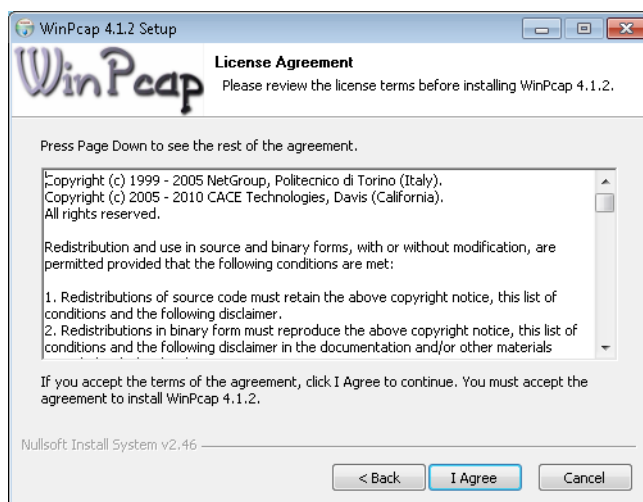 WinPcap 4.1.2 Setup
WinPcap
License Agreement
Please review the license terms before installing WinPcap 4.1.2.
Press Page Down to see the rest of the agreement.
Copyright (c) 1999 - 2005 NetGroup, Politecnico di Torino (Italy).
Copyright (c) 2005 - 2010 CACE Technologies, Davis (California).
All rights reserved.
Redistribution and use in source and binary forms, with or without modification, are
permitted provided that the following conditions are met:
1. Redistributions of source code must retain the above copyright notice, this list of
conditions and the following disclaimer.
2. Redistributions in binary form must reproduce the above copyright notice, this list of
conditions and the following disclaimer in the documentation and/or other materials
If you accept the terms of the agreement, click I Agree to continue. You must accept the
agreement to install WinPcap 4.1.2.
Nullsoft Install System v2.46
< Back
I Agree
Cancel